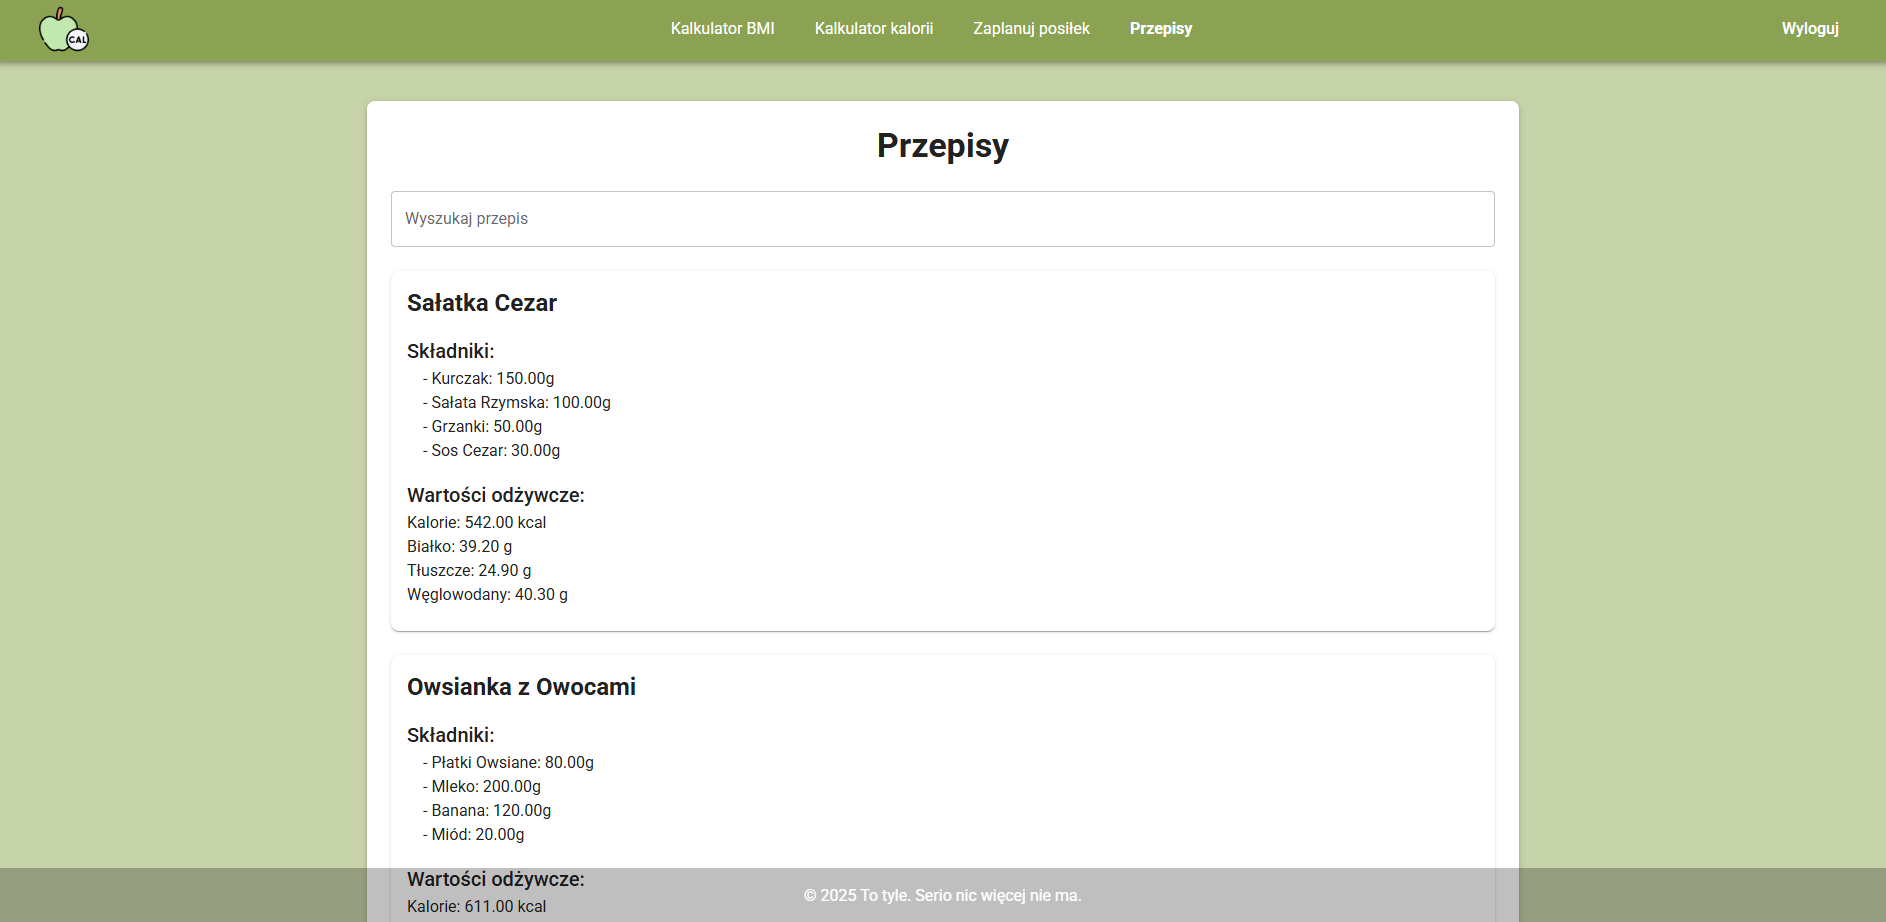 CAL
Kalkulator BMI
Kalkulator kalorii
Zaplanuj posiłek
Przepisy
Wyloguj
Przepisy
Wyszukaj przepis
Sałatka Cezar
Składniki:
- Kurczak: 150.00g
- Sałata Rzymska: 100.00g
- Grzanki: 50.00g
- Sos Cezar: 30.00g
Wartości odżywcze:
Kalorie: 542.00 kcal
Białko: 39.20 g
Tłuszcze: 24.90 g
Węglowodany: 40.30 g
Owsianka z Owocami
Składniki:
- Płatki Owsiane: 80.00g
- Mleko: 200.00g
- Banana: 120.00g
- Miód: 20.00g
Wartości odżywcze:
Kalorie: 611.00 kcal
© 2025 To tyle. Serio nic więcej nie ma.